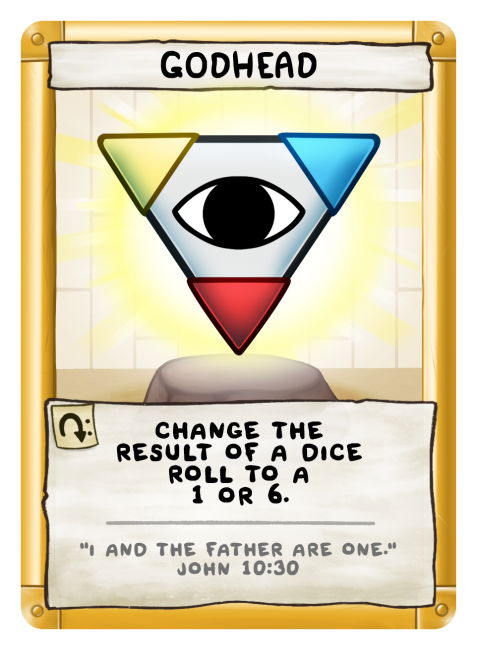 GODHEAD
CHANGE THE
RESULT OF A DICE
ROLL TO A
1 OR 6.
"I AND THE FATHER ARE ONE."
JOHN 10:30